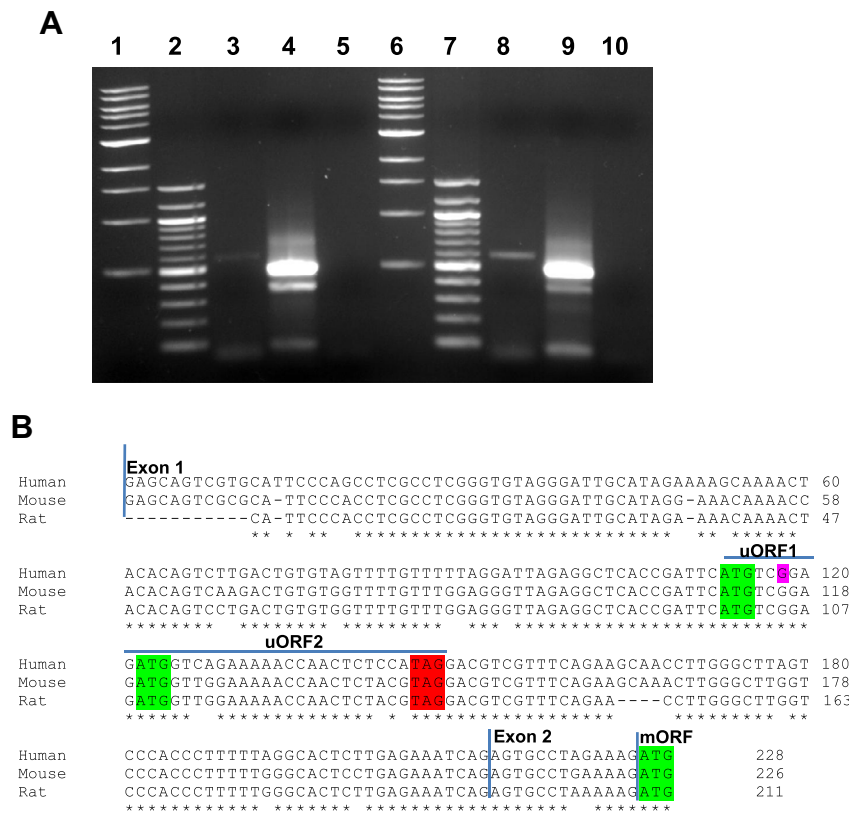 A
1 2 3 4 5 6 7 8 9 10
B
Exon 1
Human GAGCAGTCGTGCATTCCCAGCCTCGCCTCGGGTGTAGGGATTGCATAGAAAAGCAAAACT 60
Mouse GAGCAGTCGCGCA-TTCCCACCTCGCCTCGGGTGTAGGGATTGCATAGG-AAACAAAACC 58
Rat -----------CA-TTCCCACCTCGCCTCGGGTGTAGGGATTGCATAGA-AAACAAAACT 47
** * ** **  ****************************  ** ******
uORF1
Human ACACAGTCTTGACTGTGTAGTTTTGTTTTTAGGATTAGAGGCTCACCGATTCATGTCGGA 120
Mouse ACACAGTCAAGACTGTGTGGTTTTGTTTTTGGGATTAGAGGCTCACCGATTCATGTCGGA 118
Rat ACACAGTCCTGACTGTGTGGTTTTGTTTGGAGGGTTAGAGGCTCACCGATTCATGTCGGA 107
********  ******** *********  ** **************************
uORF2
Human GATGGTCAGAAAAACCAACTCTCCATAGGACGTCGTTTCAGAAGCAACCTTGGGCTTAGT 180
Mouse GATGGTTGGAAAAACCAACTCTACGTAGGACGTCGTTTCAGAAGCAACCTTGGGCTTGGT 178
Rat GATGGTTGGAAAAACCAACTCTACGTAGGACGTCGTTTCAGAA----CCTTGGGCTTGGT 163
******  ************** * ******************    ********** **
Exon 2 mORF
Human CCCACCCTTTTTAGGCACTCTTGAGAAATCAGAGTGCCTAGAAAGATG 228
Mouse CCCACCCTTTTTGGGCACTCCTGAGAAATCAGAGTGCCTGAAAAGATG 226
Rat CCCACCCTTTTTGGGCACTCTTGAGAAATCAGAGTGCCTAAAAAGATG 211
************ ******* ******************  *******